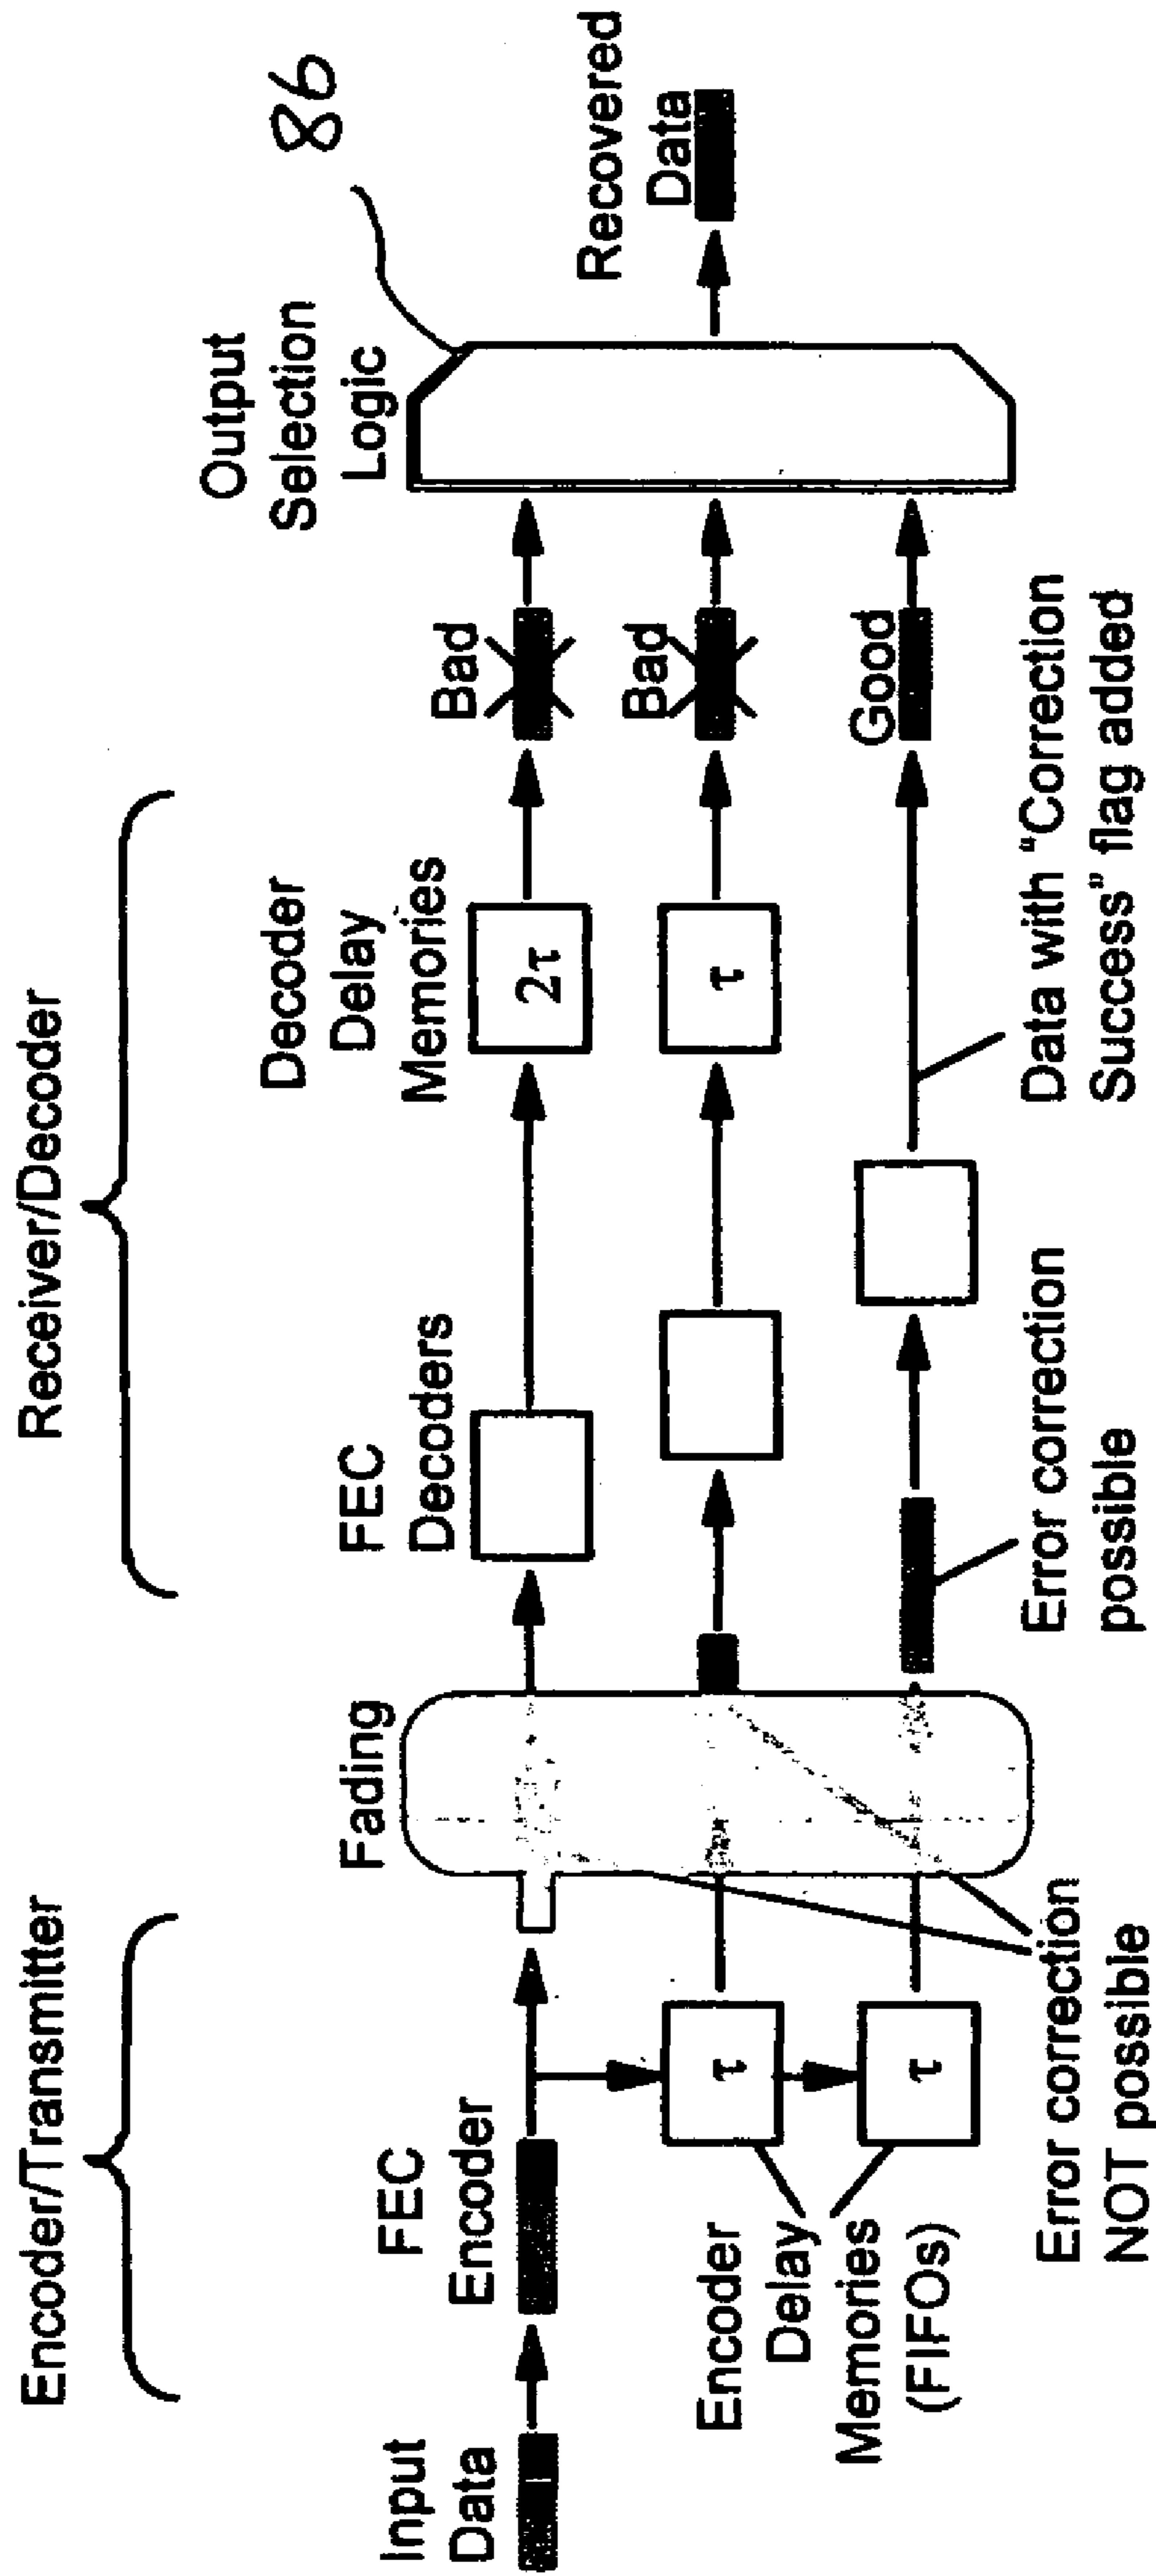 Encoder/Transmitter
Receiver/Decoder
Input
Data
FEC
Encoder
Fading
FEC
Decoders
Decoder
Delay
Memories
Output
Selection
Logic
86
2τ
Bad
Recovered
Data
Encoder
Delay
Memories
(FIFOs)
τ
τ
τ
Bad
Good
Error correction
NOT possible
Error correction
possible
Data with "Correction
Success" flag added